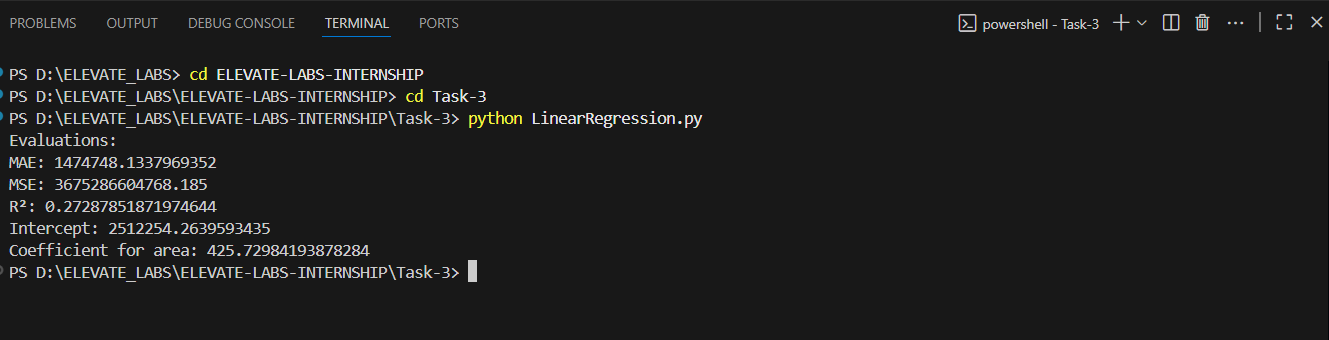 PROBLEMS OUTPUT DEBUG CONSOLE TERMINAL PORTS powershell - Task-3
PS D:\ELEVATE_LABS> cd ELEVATE-LABS-INTERNSHIP
PS D:\ELEVATE_LABS\ELEVATE-LABS-INTERNSHIP> cd Task-3
PS D:\ELEVATE_LABS\ELEVATE-LABS-INTERNSHIP\Task-3> python LinearRegression.py
Evaluations:
MAE: 1474748.1337969352
MSE: 3675286604768.185
R²: 0.27287851871974644
Intercept: 2512254.2639593435
Coefficient for area: 425.72984193878284
PS D:\ELEVATE_LABS\ELEVATE-LABS-INTERNSHIP\Task-3>